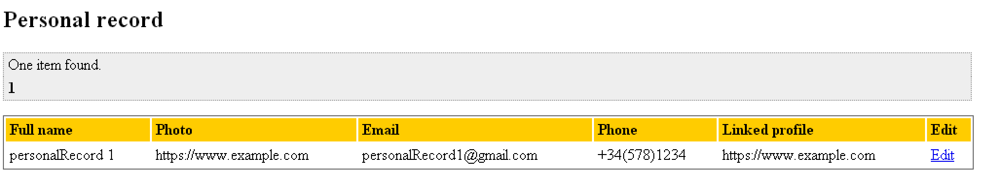 Personal record
One item found.
1
Full name Photo Email Phone Linked profile Edit
personalRecord 1 https://www.example.com personalRecord1@gmail.com +34(578)1234 https://www.example.com Edit